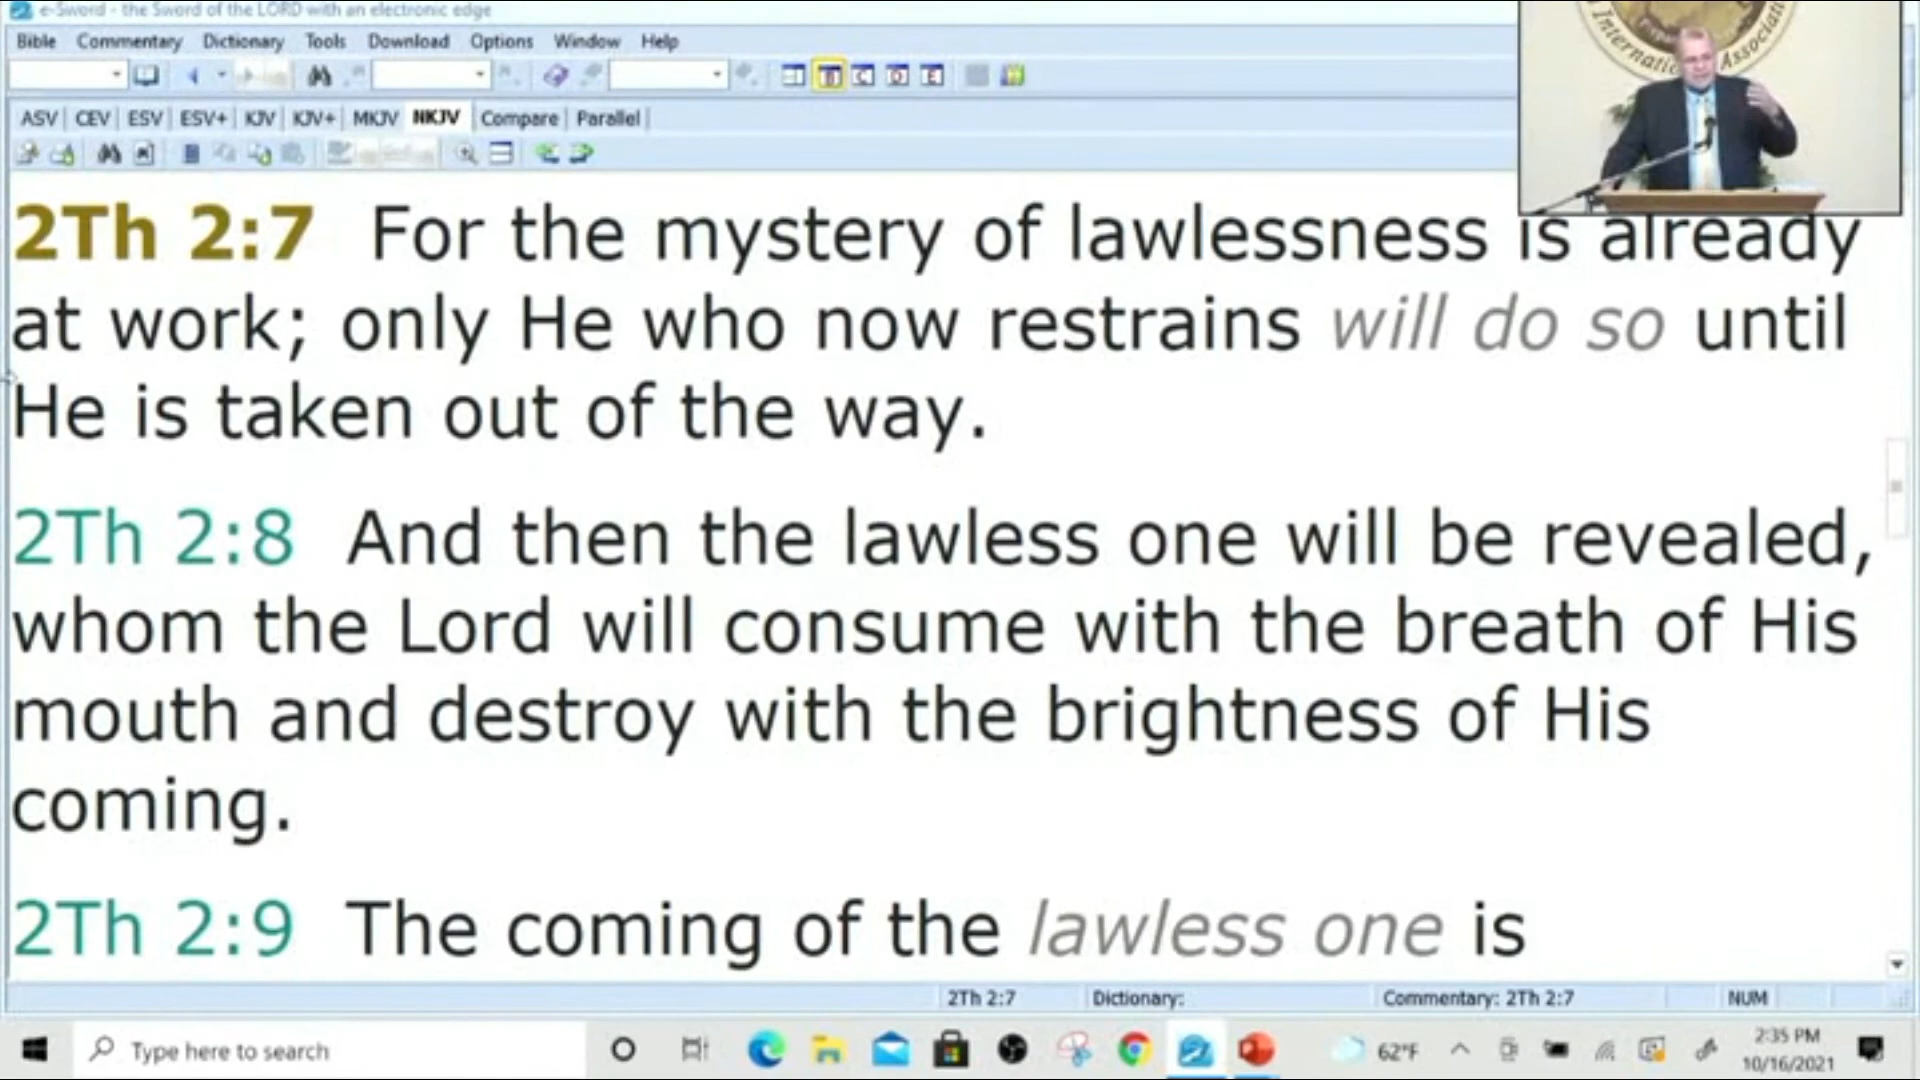 e-Sword - the Sword of the LORD with an electronic edge
Bible Commentary Dictionary Tools Download Options Window Help
ASV CEV ESV ESV+ KJV KJV+ MKJV NKJV Compare Parallel
International Associati
2Th 2:7 For the mystery of lawlessness is already
at work; only He who now restrains will do so until
He is taken out of the way.
2Th 2:8 And then the lawless one will be revealed,
whom the Lord will consume with the breath of His
mouth and destroy with the brightness of His
coming.
2Th 2:9 The coming of the lawless one is
2Th 2:7 Dictionary: Commentary: 2Th 2:7 NUM
Type here to search
62°F
2:35 PM
10/16/2021